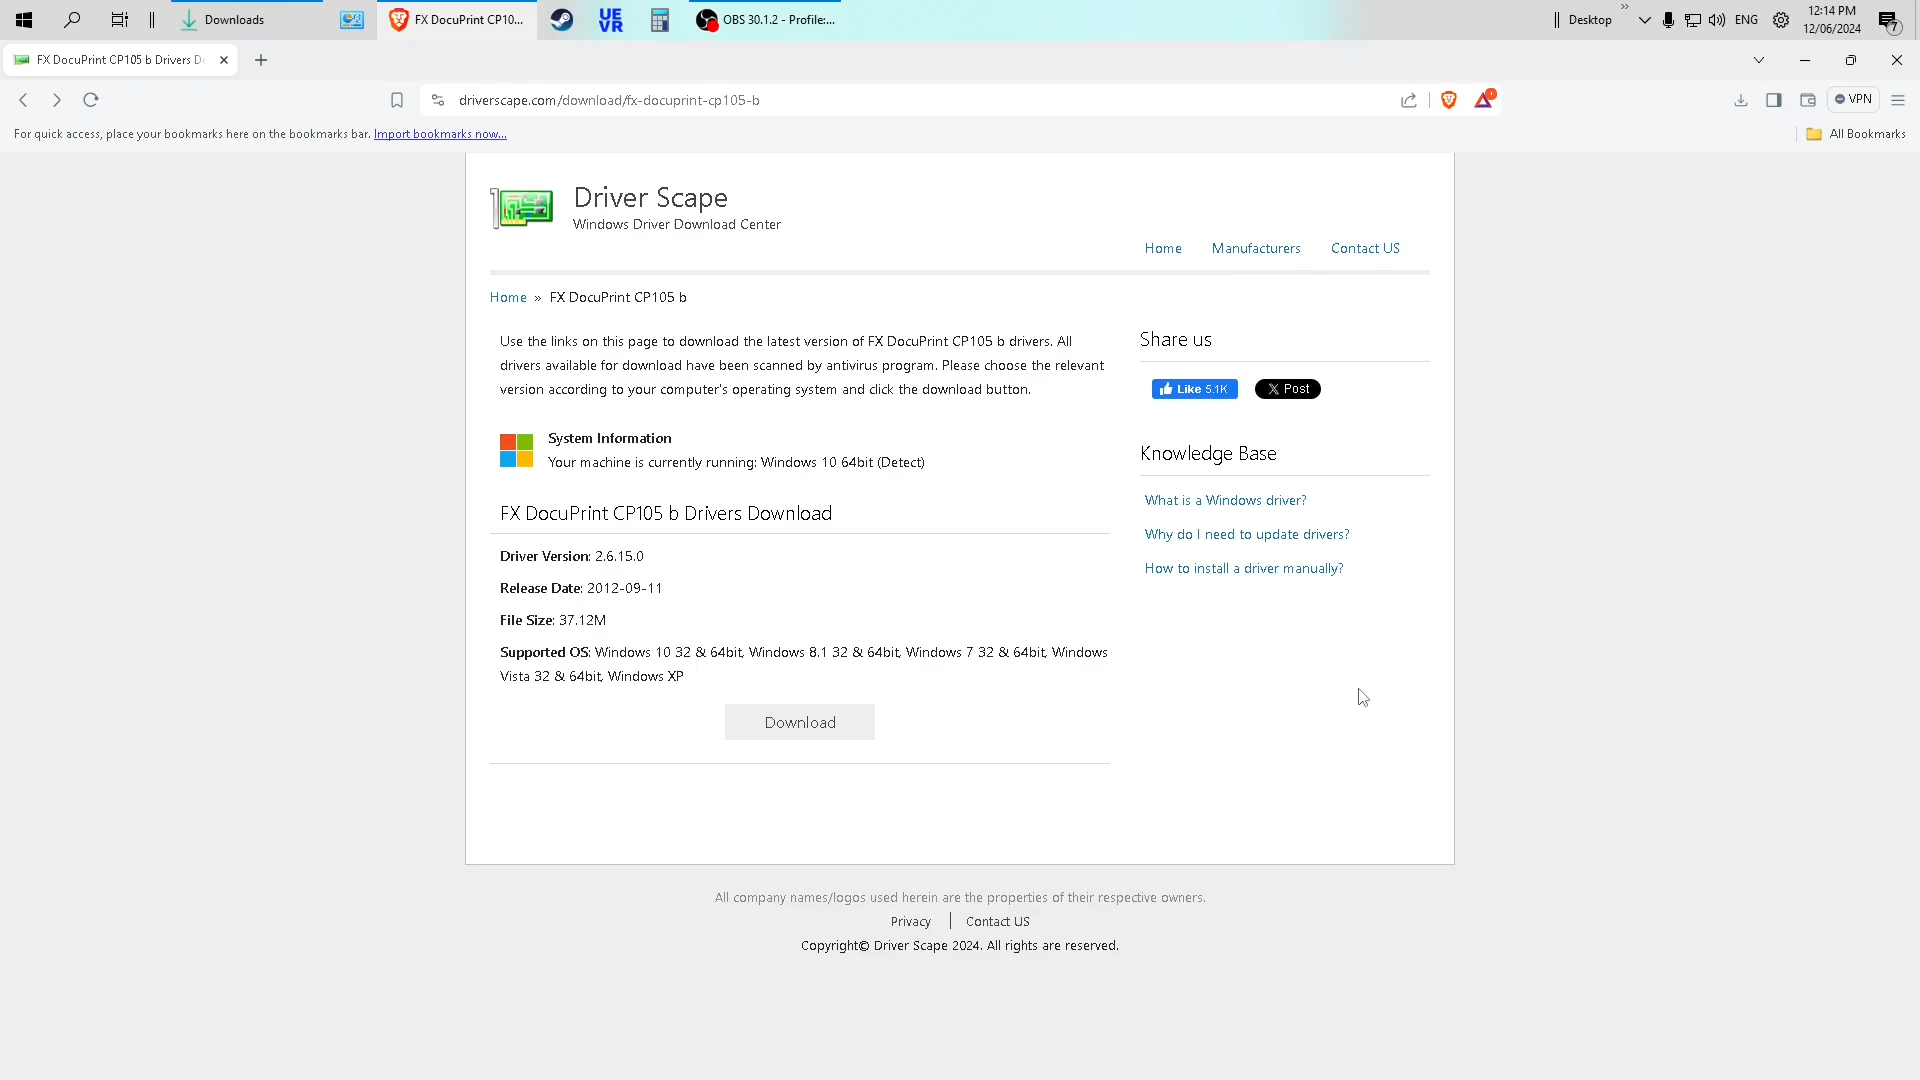 Downloads
FX DocuPrint CP10...
UE
VR
OBS 30.1.2 - Profile:...
Desktop
»
ENG
12:14 PM
12/06/2024
7
FX DocuPrint CP105 b Drivers Do
driverscape.com/download/fx-docuprint-cp105-b
VPN
For quick access, place your bookmarks here on the bookmarks bar. Import bookmarks now...
All Bookmarks
Driver Scape
Windows Driver Download Center
Home Manufacturers Contact US
Home » FX DocuPrint CP105 b
Use the links on this page to download the latest version of FX DocuPrint CP105 b drivers. All
drivers available for download have been scanned by antivirus program. Please choose the relevant
version according to your computer's operating system and click the download button.
System Information
Your machine is currently running: Windows 10 64bit (Detect)
FX DocuPrint CP105 b Drivers Download
Driver Version: 2.6.15.0
Release Date: 2012-09-11
File Size: 37.12M
Supported OS: Windows 10 32 & 64bit, Windows 8.1 32 & 64bit, Windows 7 32 & 64bit, Windows
Vista 32 & 64bit, Windows XP
Download
Share us
Like 5.1K
X Post
Knowledge Base
What is a Windows driver?
Why do I need to update drivers?
How to install a driver manually?
All company names/logos used herein are the properties of their respective owners.
Privacy | Contact US
Copyright© Driver Scape 2024. All rights are reserved.